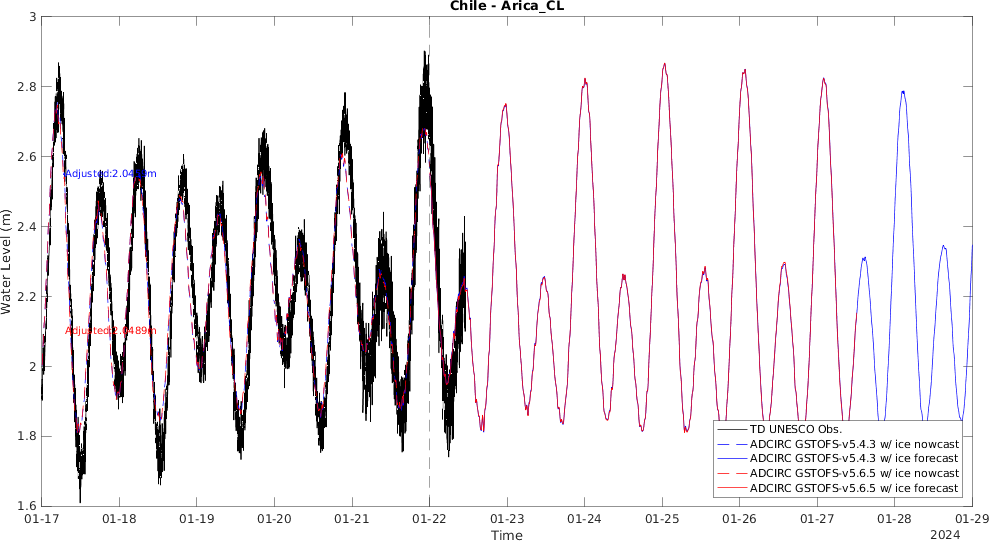 Chile - Arica_CL
Water Level (m)
3
2.8
2.6
2.4
2.2
2
1.8
1.6
Adjusted:2.0489m
01-17
01-18
01-19
01-20
01-21
01-22
01-23
01-24
01-25
01-26
01-27
01-28
01-29
Time
2024
TD UNESCO Obs.
ADCIRC GSTOFS-v5.4.3 w/ ice nowcast
ADCIRC GSTOFS-v5.4.3 w/ ice forecast
ADCIRC GSTOFS-v5.6.5 w/ ice nowcast
ADCIRC GSTOFS-v5.6.5 w/ ice forecast